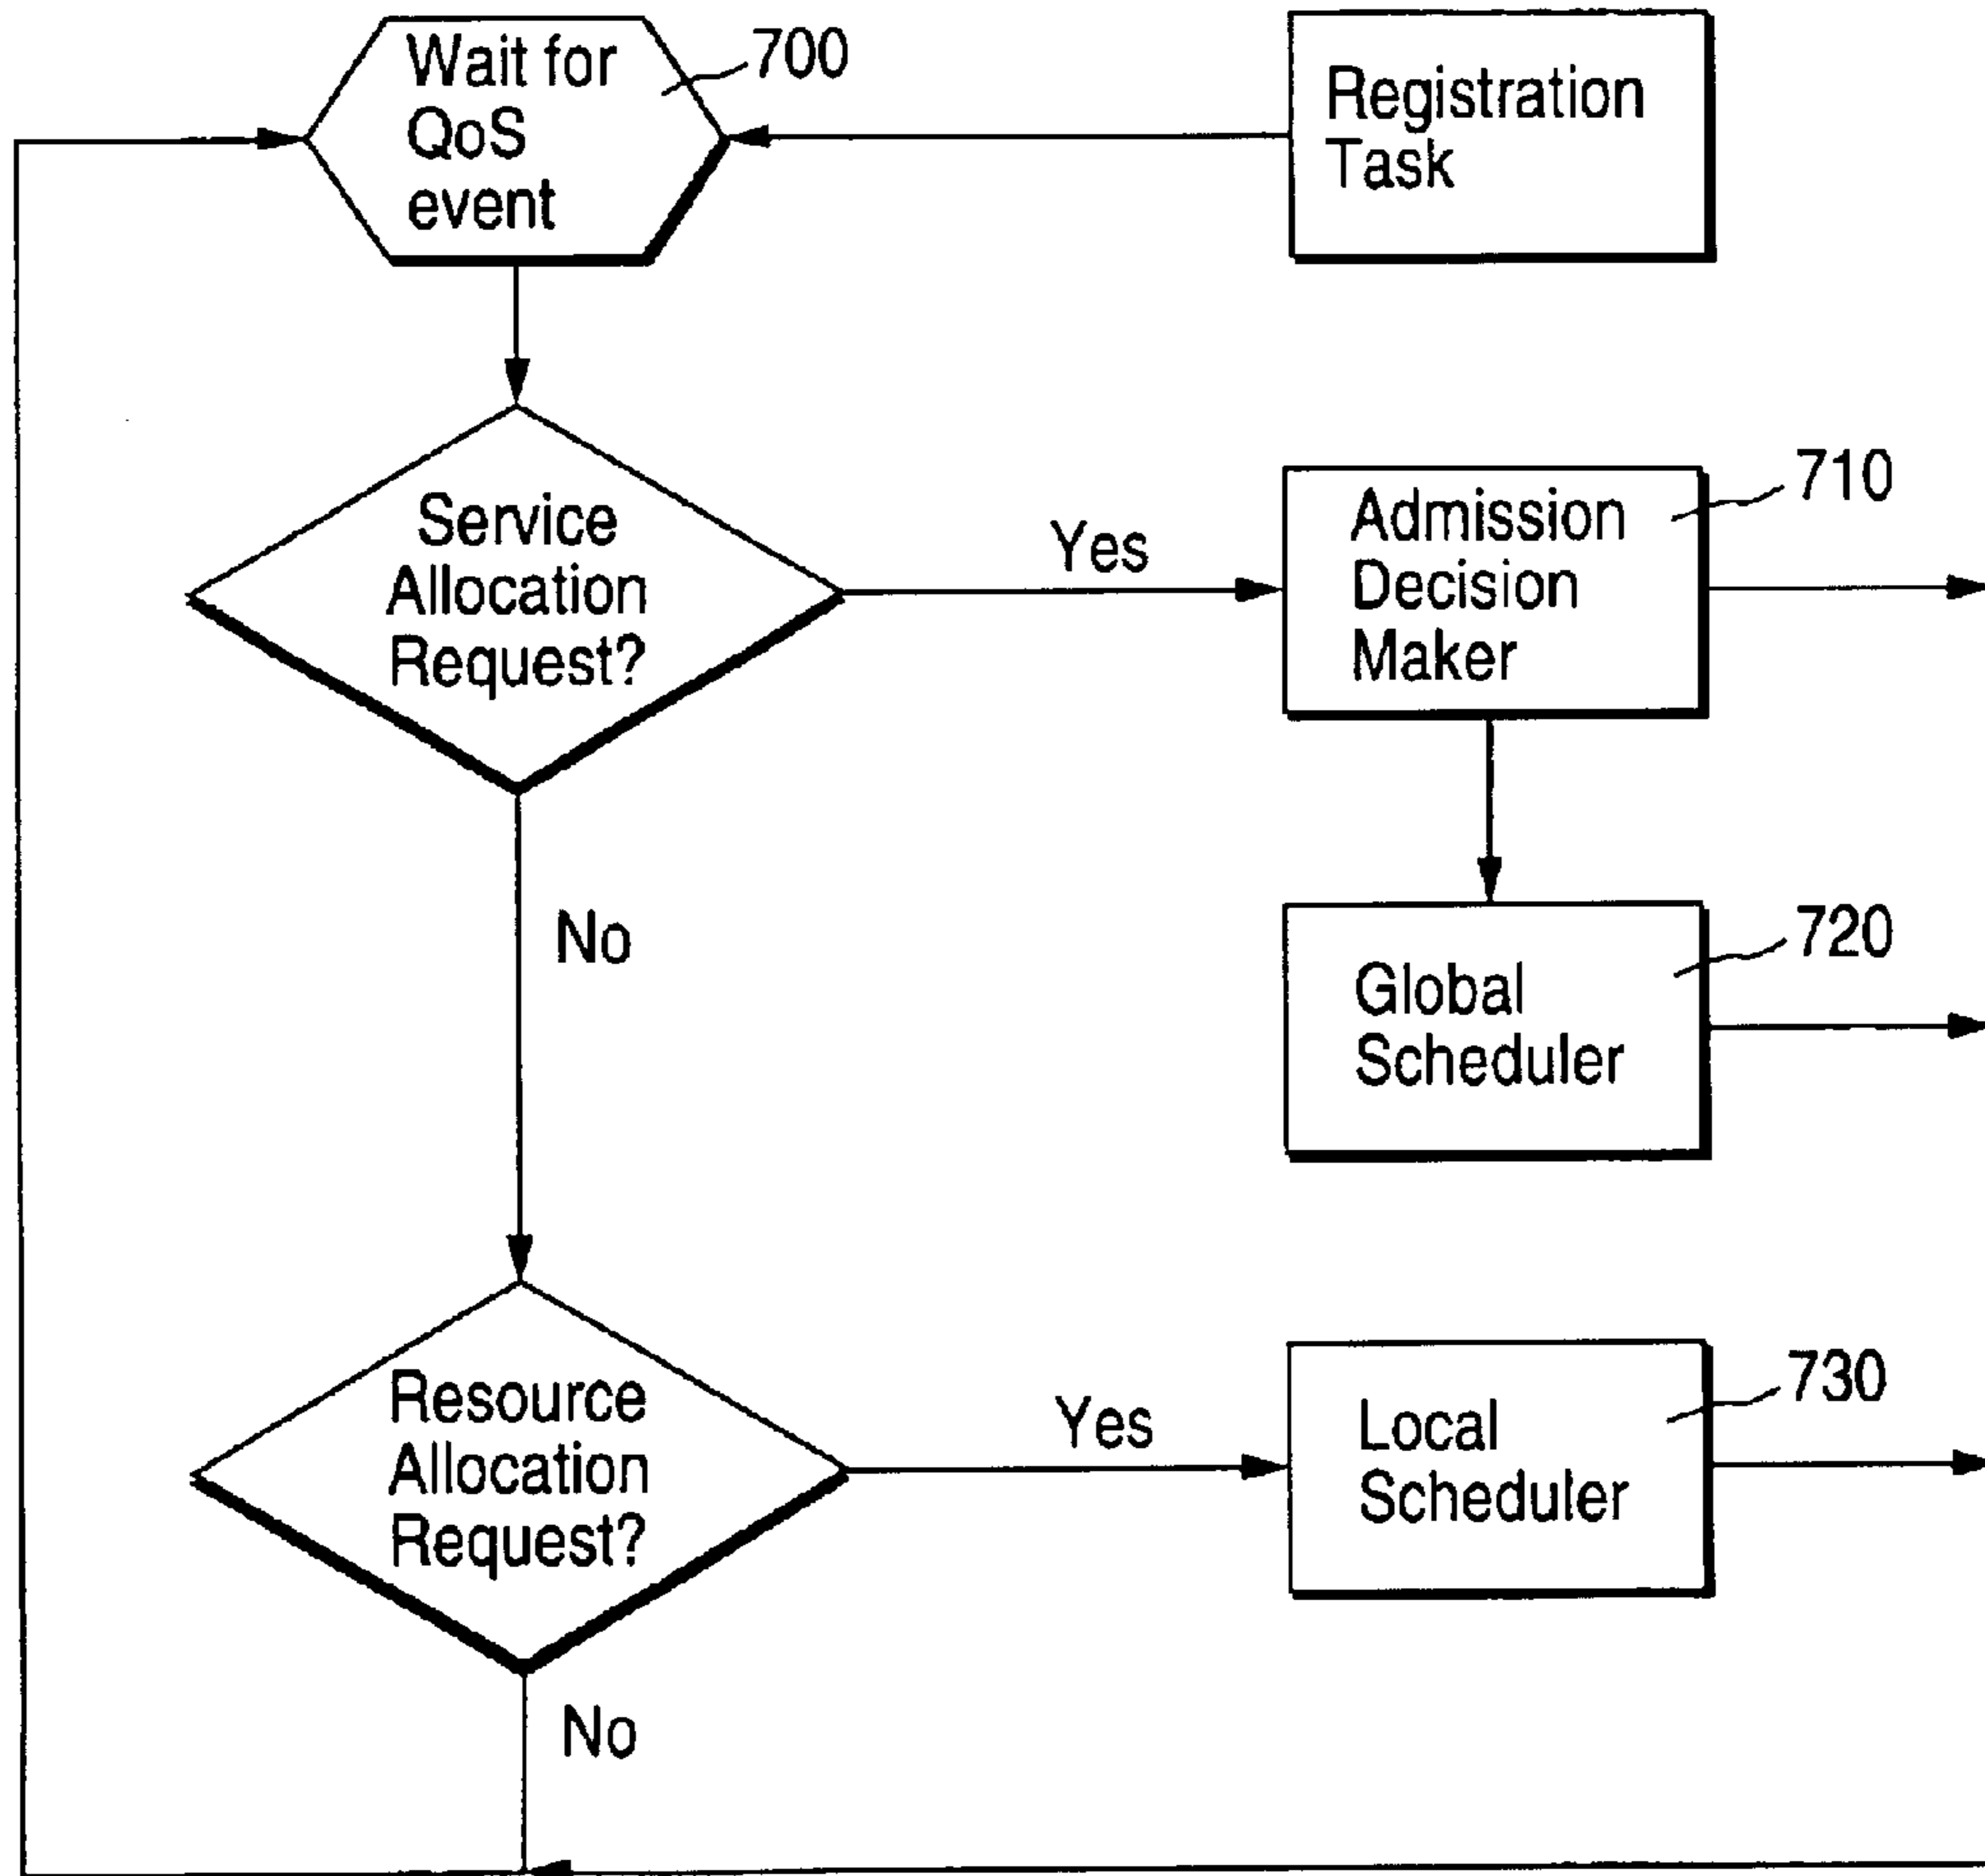 Wait for
QoS
event
700
Registration
Task
Service
Allocation
Request?
Yes
Admission
Decision
Maker
710
No
Global
Scheduler
720
Resource
Allocation
Request?
Yes
Local
Scheduler
730
No